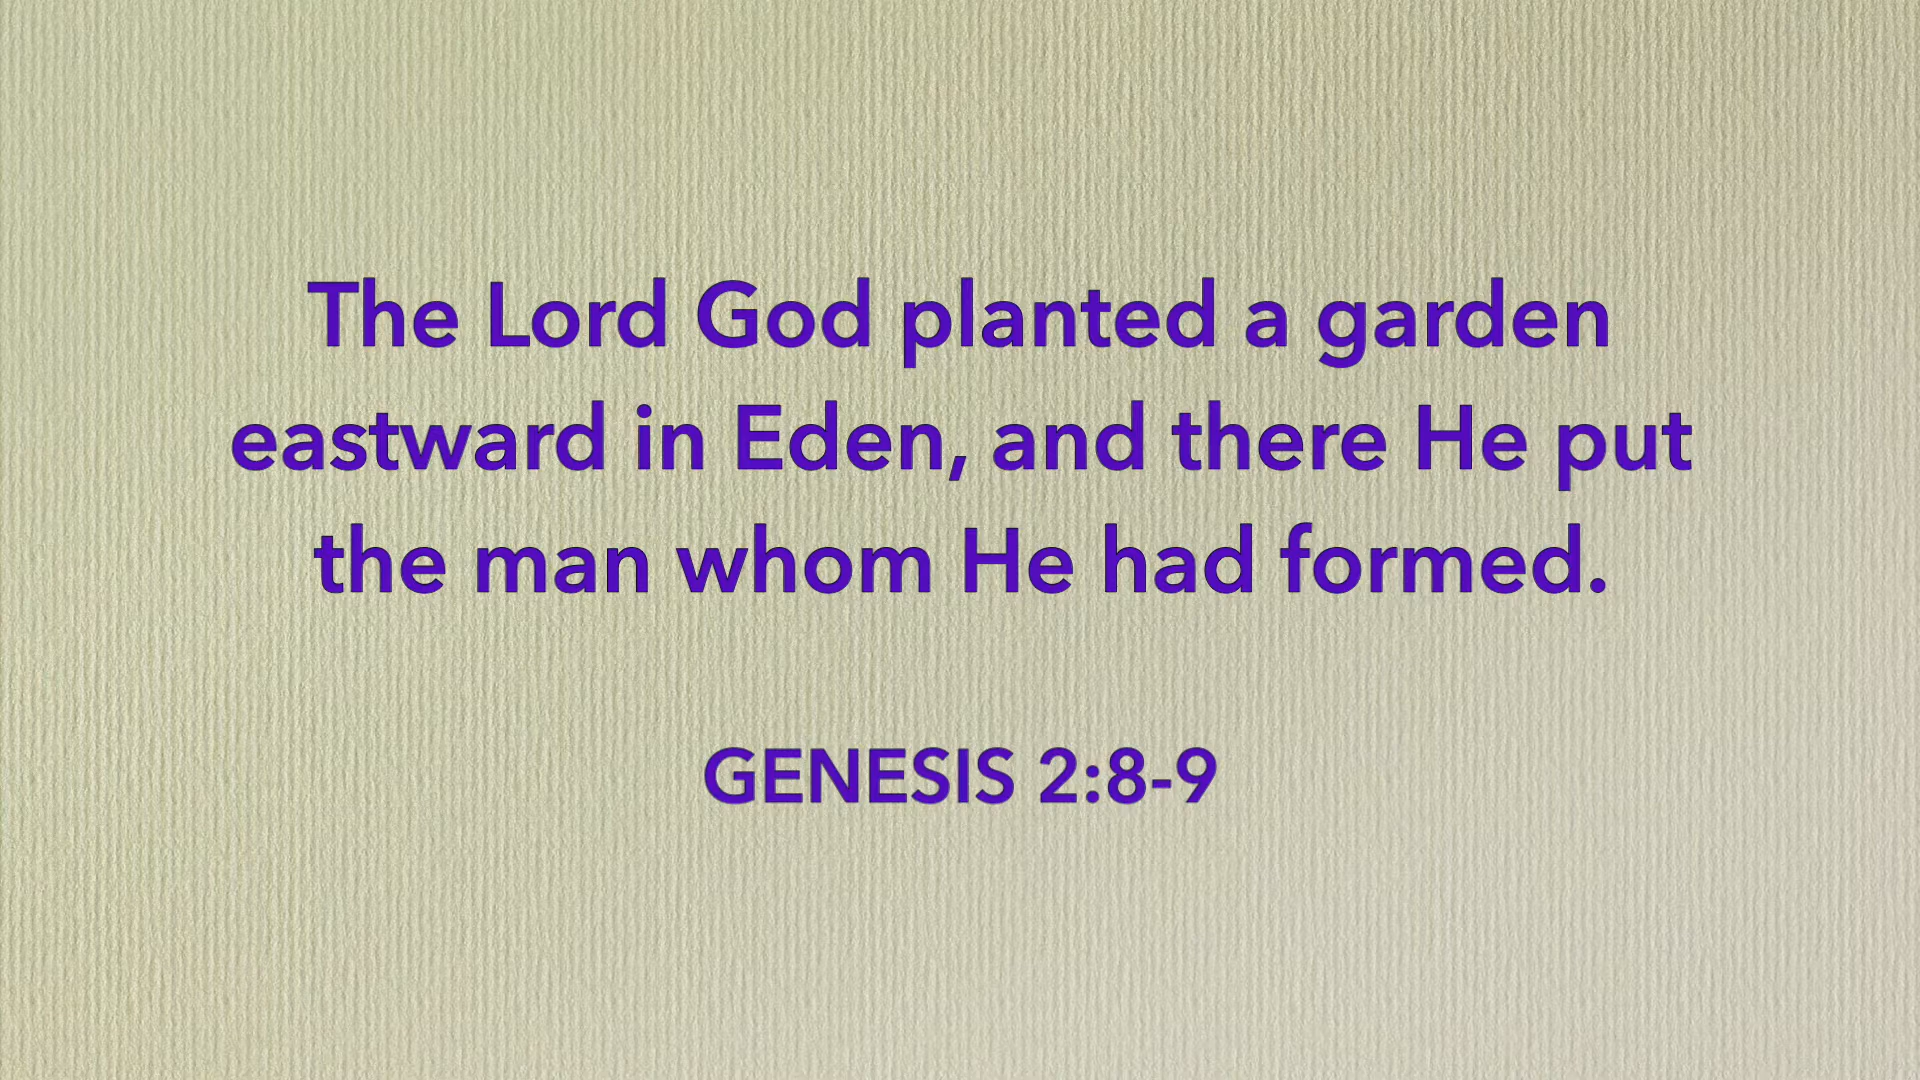 The Lord God planted a garden
eastward in Eden, and there He put
the man whom He had formed.
GENESIS 2:8-9